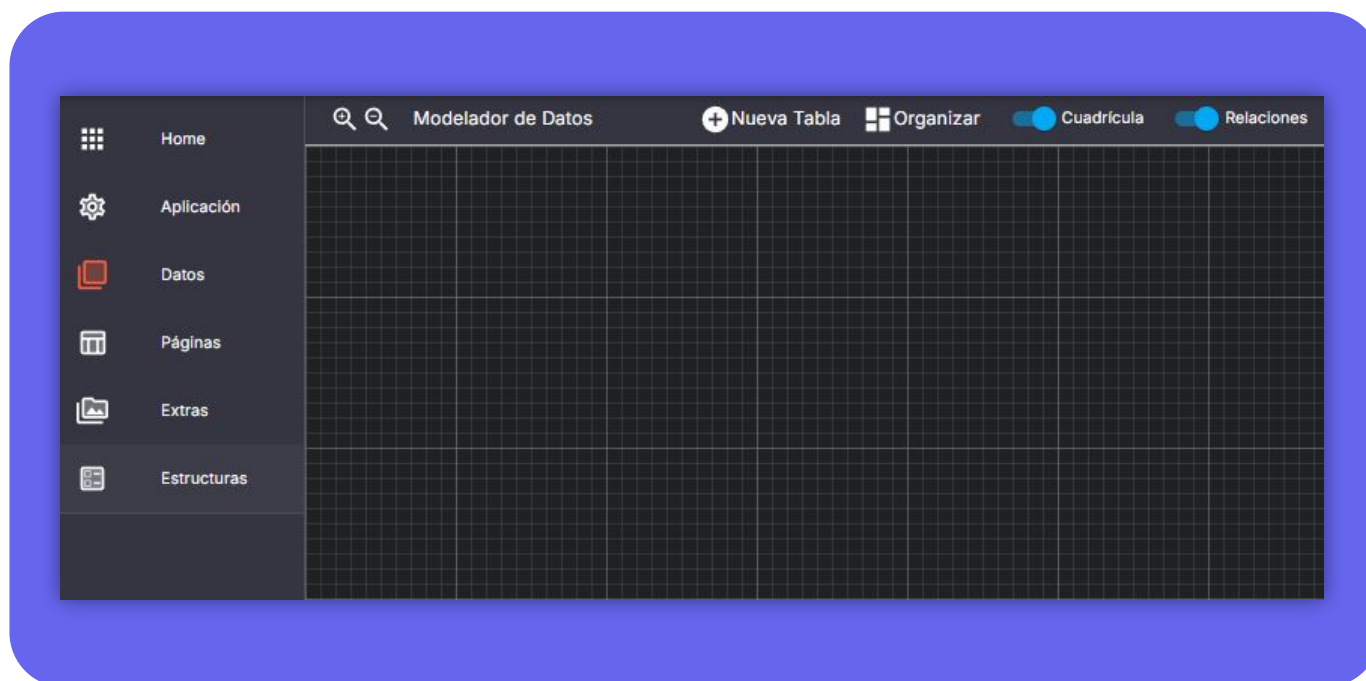 Home
Aplicación
Datos
Páginas
Extras
Estructuras
Modelador de Datos
Nueva Tabla
Organizar
Cuadrícula
Relaciones